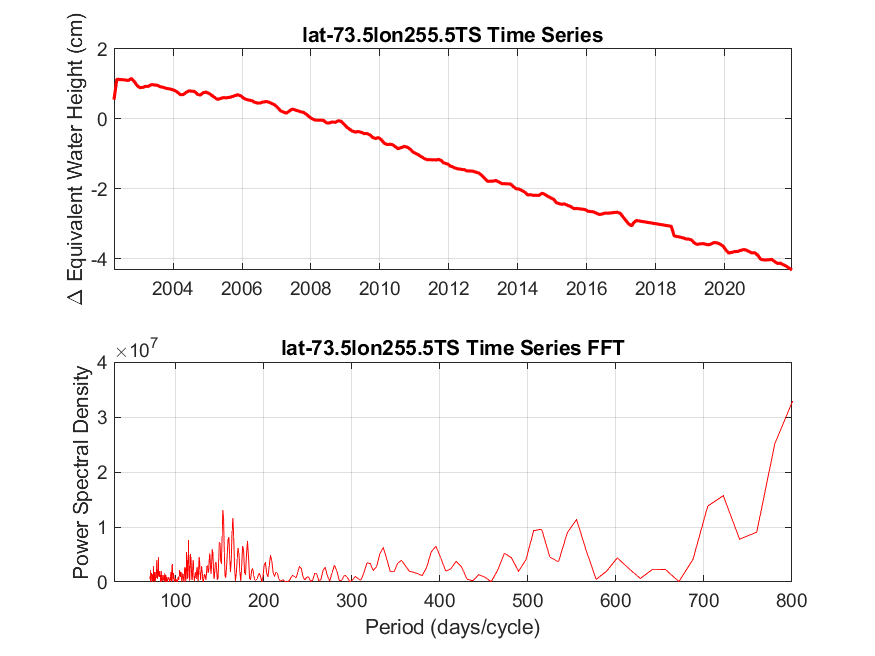 lat-73.5lon255.5TS Time Series
Δ Equivalent Water Height (cm)
2
0
-2
-4
2004 2006 2008 2010 2012 2014 2016 2018 2020
lat-73.5lon255.5TS Time Series FFT
×10⁷
Power Spectral Density
4
3
2
1
0
100 200 300 400 500 600 700 800
Period (days/cycle)